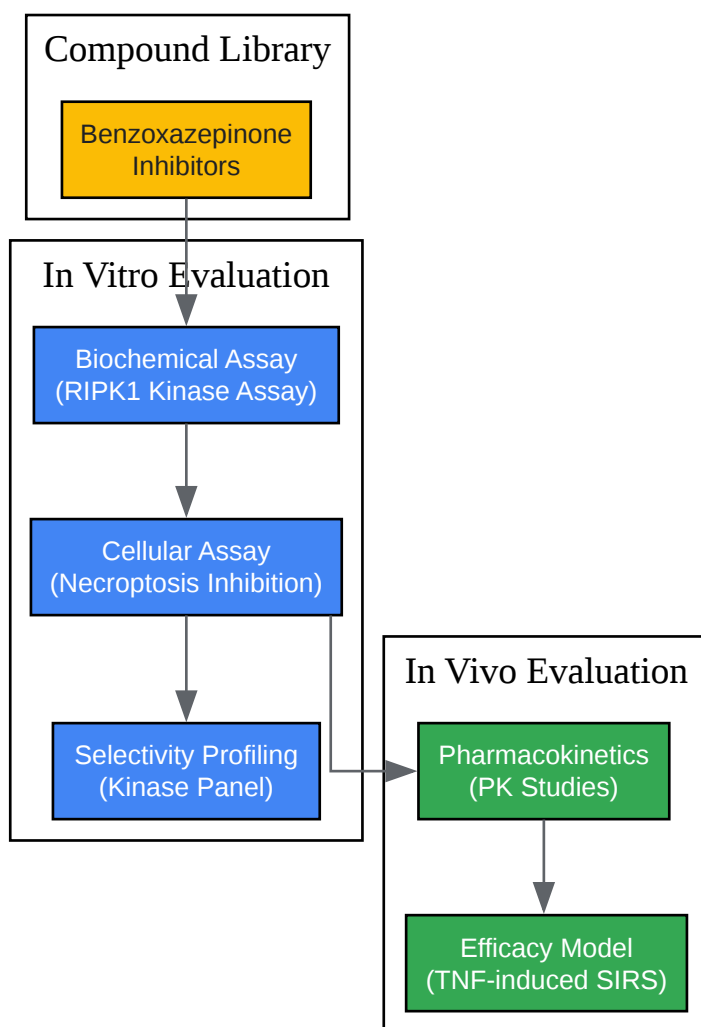 Compound Library
Benzoxazepinone
Inhibitors
In Vitro Evaluation
Biochemical Assay
(RIPK1 Kinase Assay)
Cellular Assay
(Necroptosis Inhibition)
Selectivity Profiling
(Kinase Panel)
In Vivo Evaluation
Pharmacokinetics
(PK Studies)
Efficacy Model
(TNF-induced SIRS)